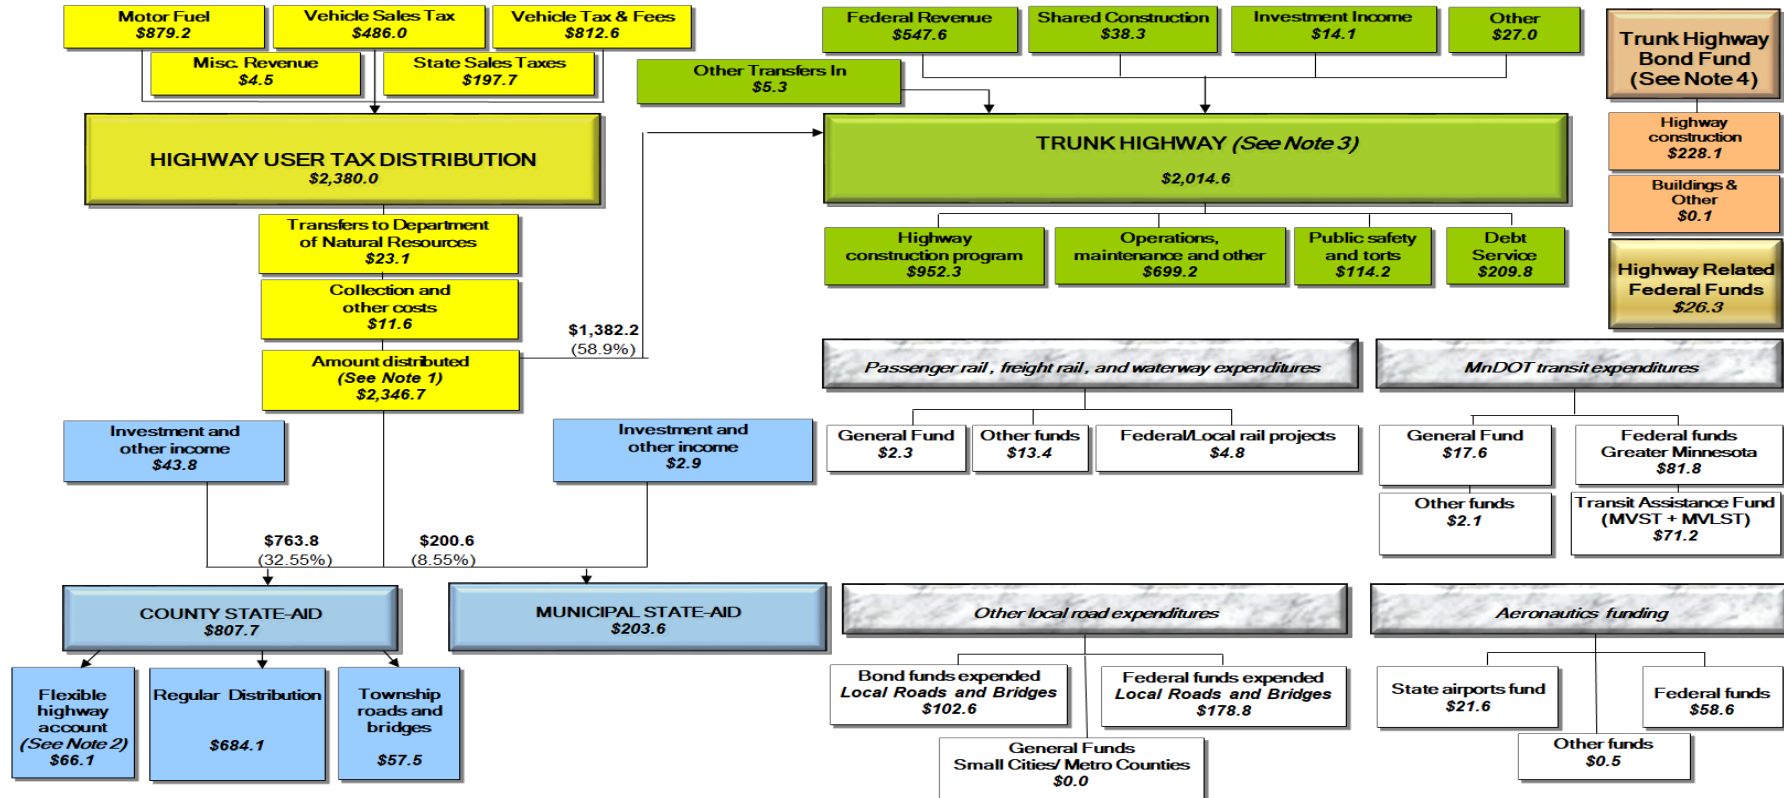 Motor Fuel
$879.2
Vehicle Sales Tax
$486.0
Vehicle Tax & Fees
$812.6
Misc. Revenue
$4.5
State Sales Taxes
$197.7
HIGHWAY USER TAX DISTRIBUTION
$2,380.0
Transfers to Department
of Natural Resources
$23.1
Collection and
other costs
$11.6
Amount distributed
(See Note 1)
$2,346.7
$1,382.2
(58.9%)
Federal Revenue
$547.6
Shared Construction
$38.3
Investment Income
$14.1
Other
$27.0
Other Transfers In
$5.3
TRUNK HIGHWAY (See Note 3)
$2,014.6
Highway
construction program
$952.3
Operations,
maintenance and other
$699.2
Public safety
and torts
$114.2
Debt
Service
$209.8
Trunk Highway
Bond Fund
(See Note 4)
Highway
construction
$228.1
Buildings &
Other
$0.1
Highway Related
Federal Funds
$26.3
Investment and
other income
$43.8
Investment and
other income
$2.9
$763.8
(32.55%)
$200.6
(8.55%)
COUNTY STATE-AID
$807.7
MUNICIPAL STATE-AID
$203.6
Flexible
highway
account
(See Note 2)
$66.1
Regular Distribution
$684.1
Township
roads and
bridges
$57.5
Passenger rail, freight rail, and waterway expenditures
General Fund
$2.3
Other funds
$13.4
Federal/Local rail projects
$4.8
MnDOT transit expenditures
General Fund
$17.6
Federal funds
Greater Minnesota
$81.8
Other funds
$2.1
Transit Assistance Fund
(MVST + MVLST)
$71.2
Other local road expenditures
Bond funds expended
Local Roads and Bridges
$102.6
Federal funds expended
Local Roads and Bridges
$178.8
General Funds
Small Cities/ Metro Counties
$0.0
Aeronautics funding
State airports fund
$21.6
Federal funds
$58.6
Other funds
$0.5